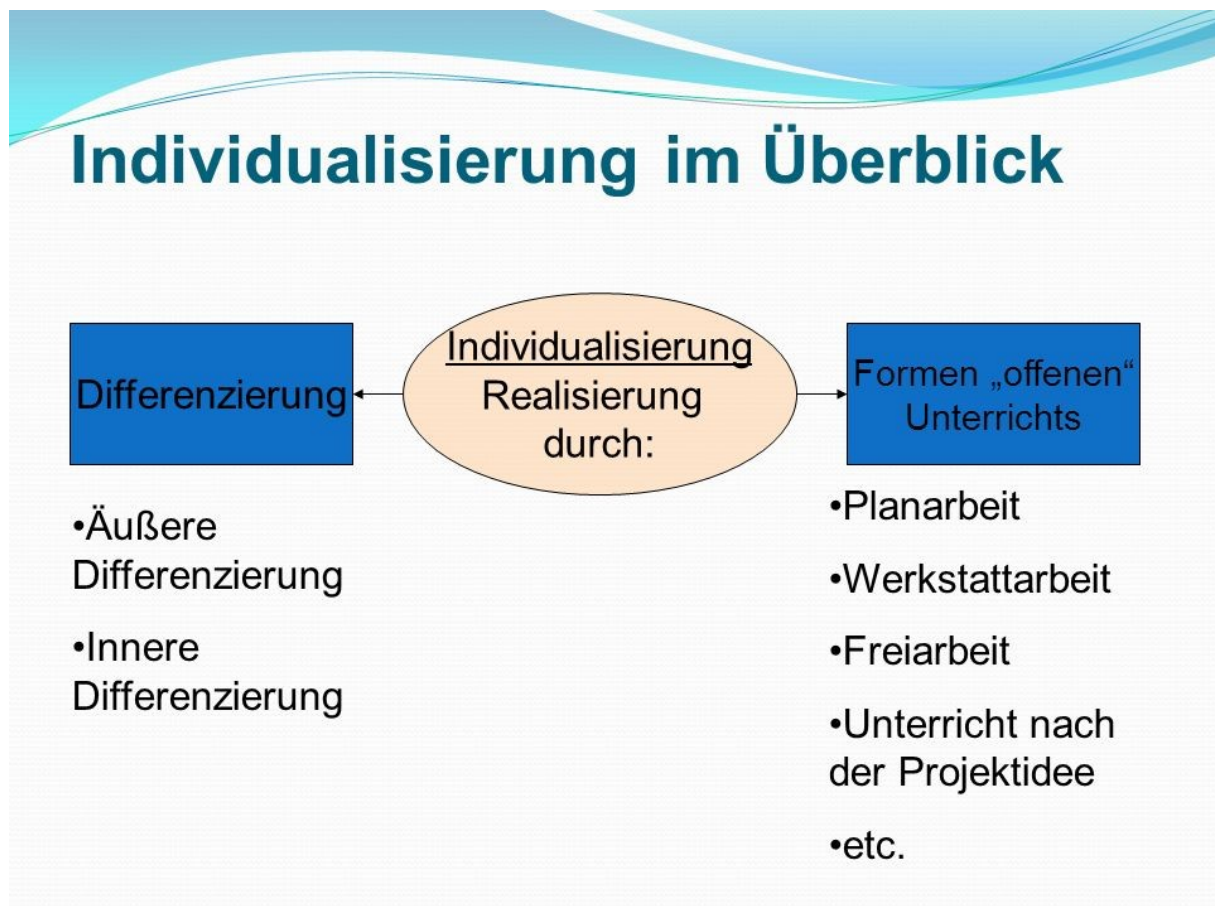 Individualisierung im Überblick
Differenzierung
Individualisierung
Realisierung
durch:
Formen „offenen“
Unterrichts
•Äußere
Differenzierung
•Innere
Differenzierung
•Planarbeit
•Werkstattarbeit
•Freiarbeit
•Unterricht nach
der Projektidee
•etc.